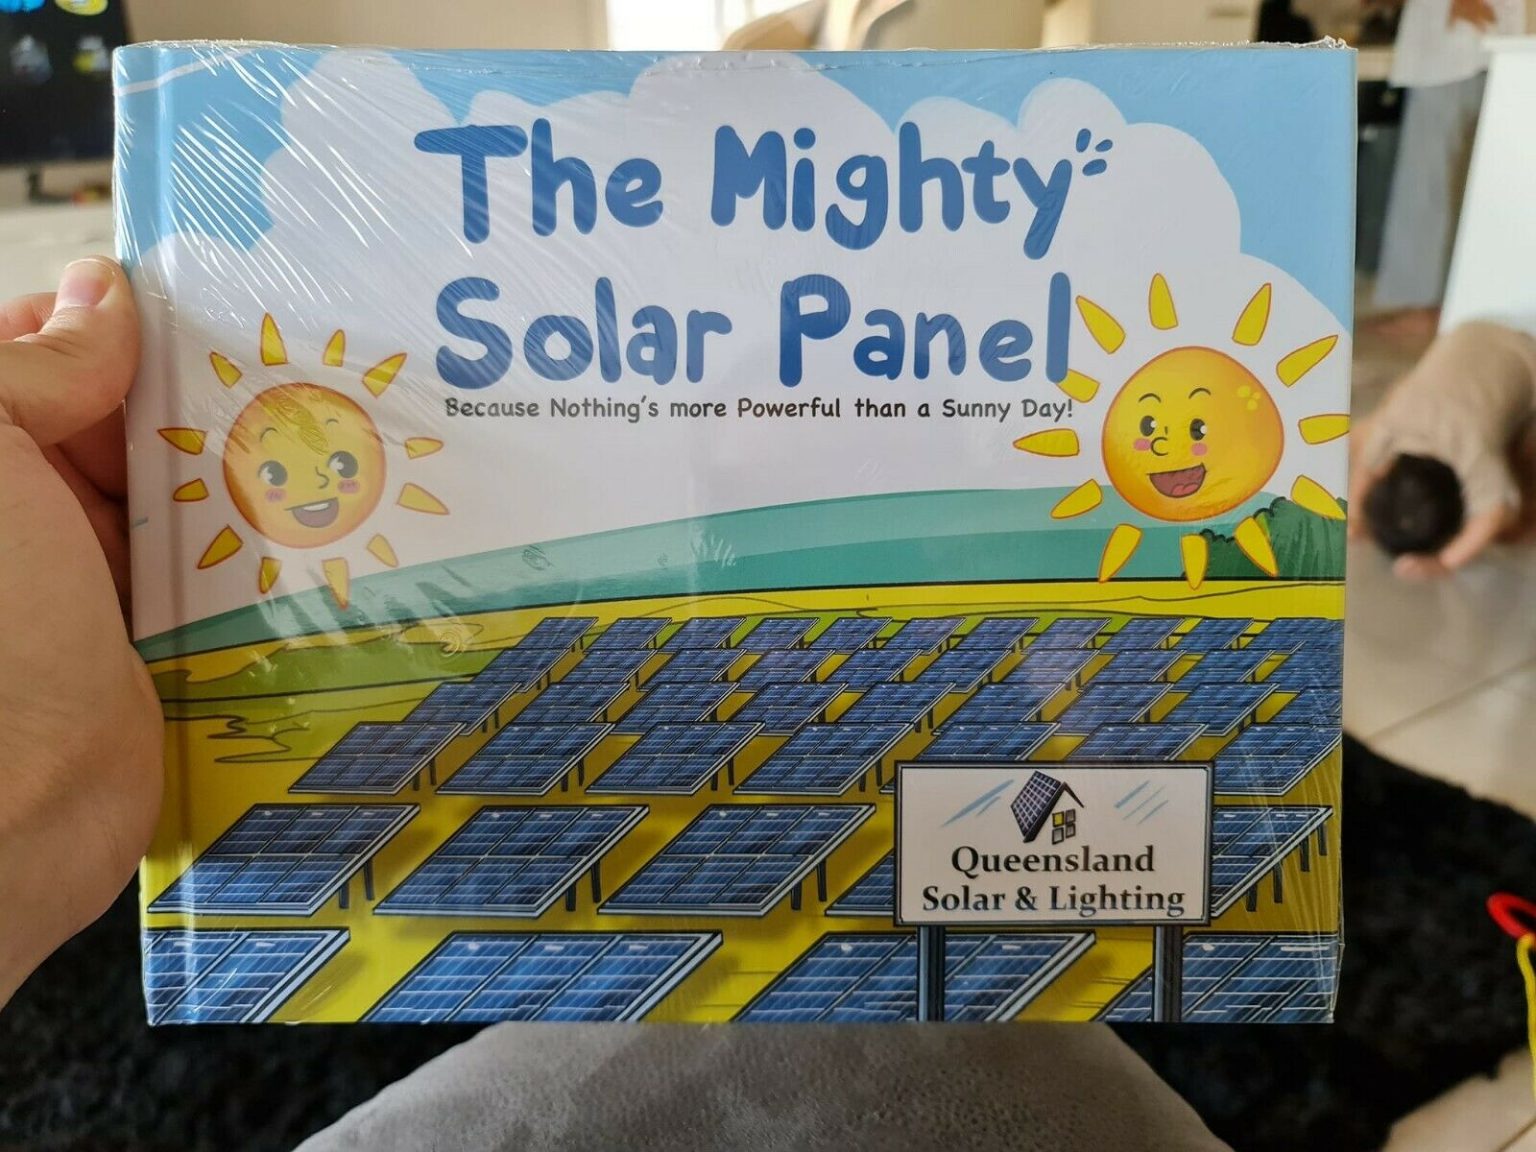 The Mighty
Solar Panel
Because Nothing's more Powerful than a Sunny Day!
Queensland
Solar & Lighting